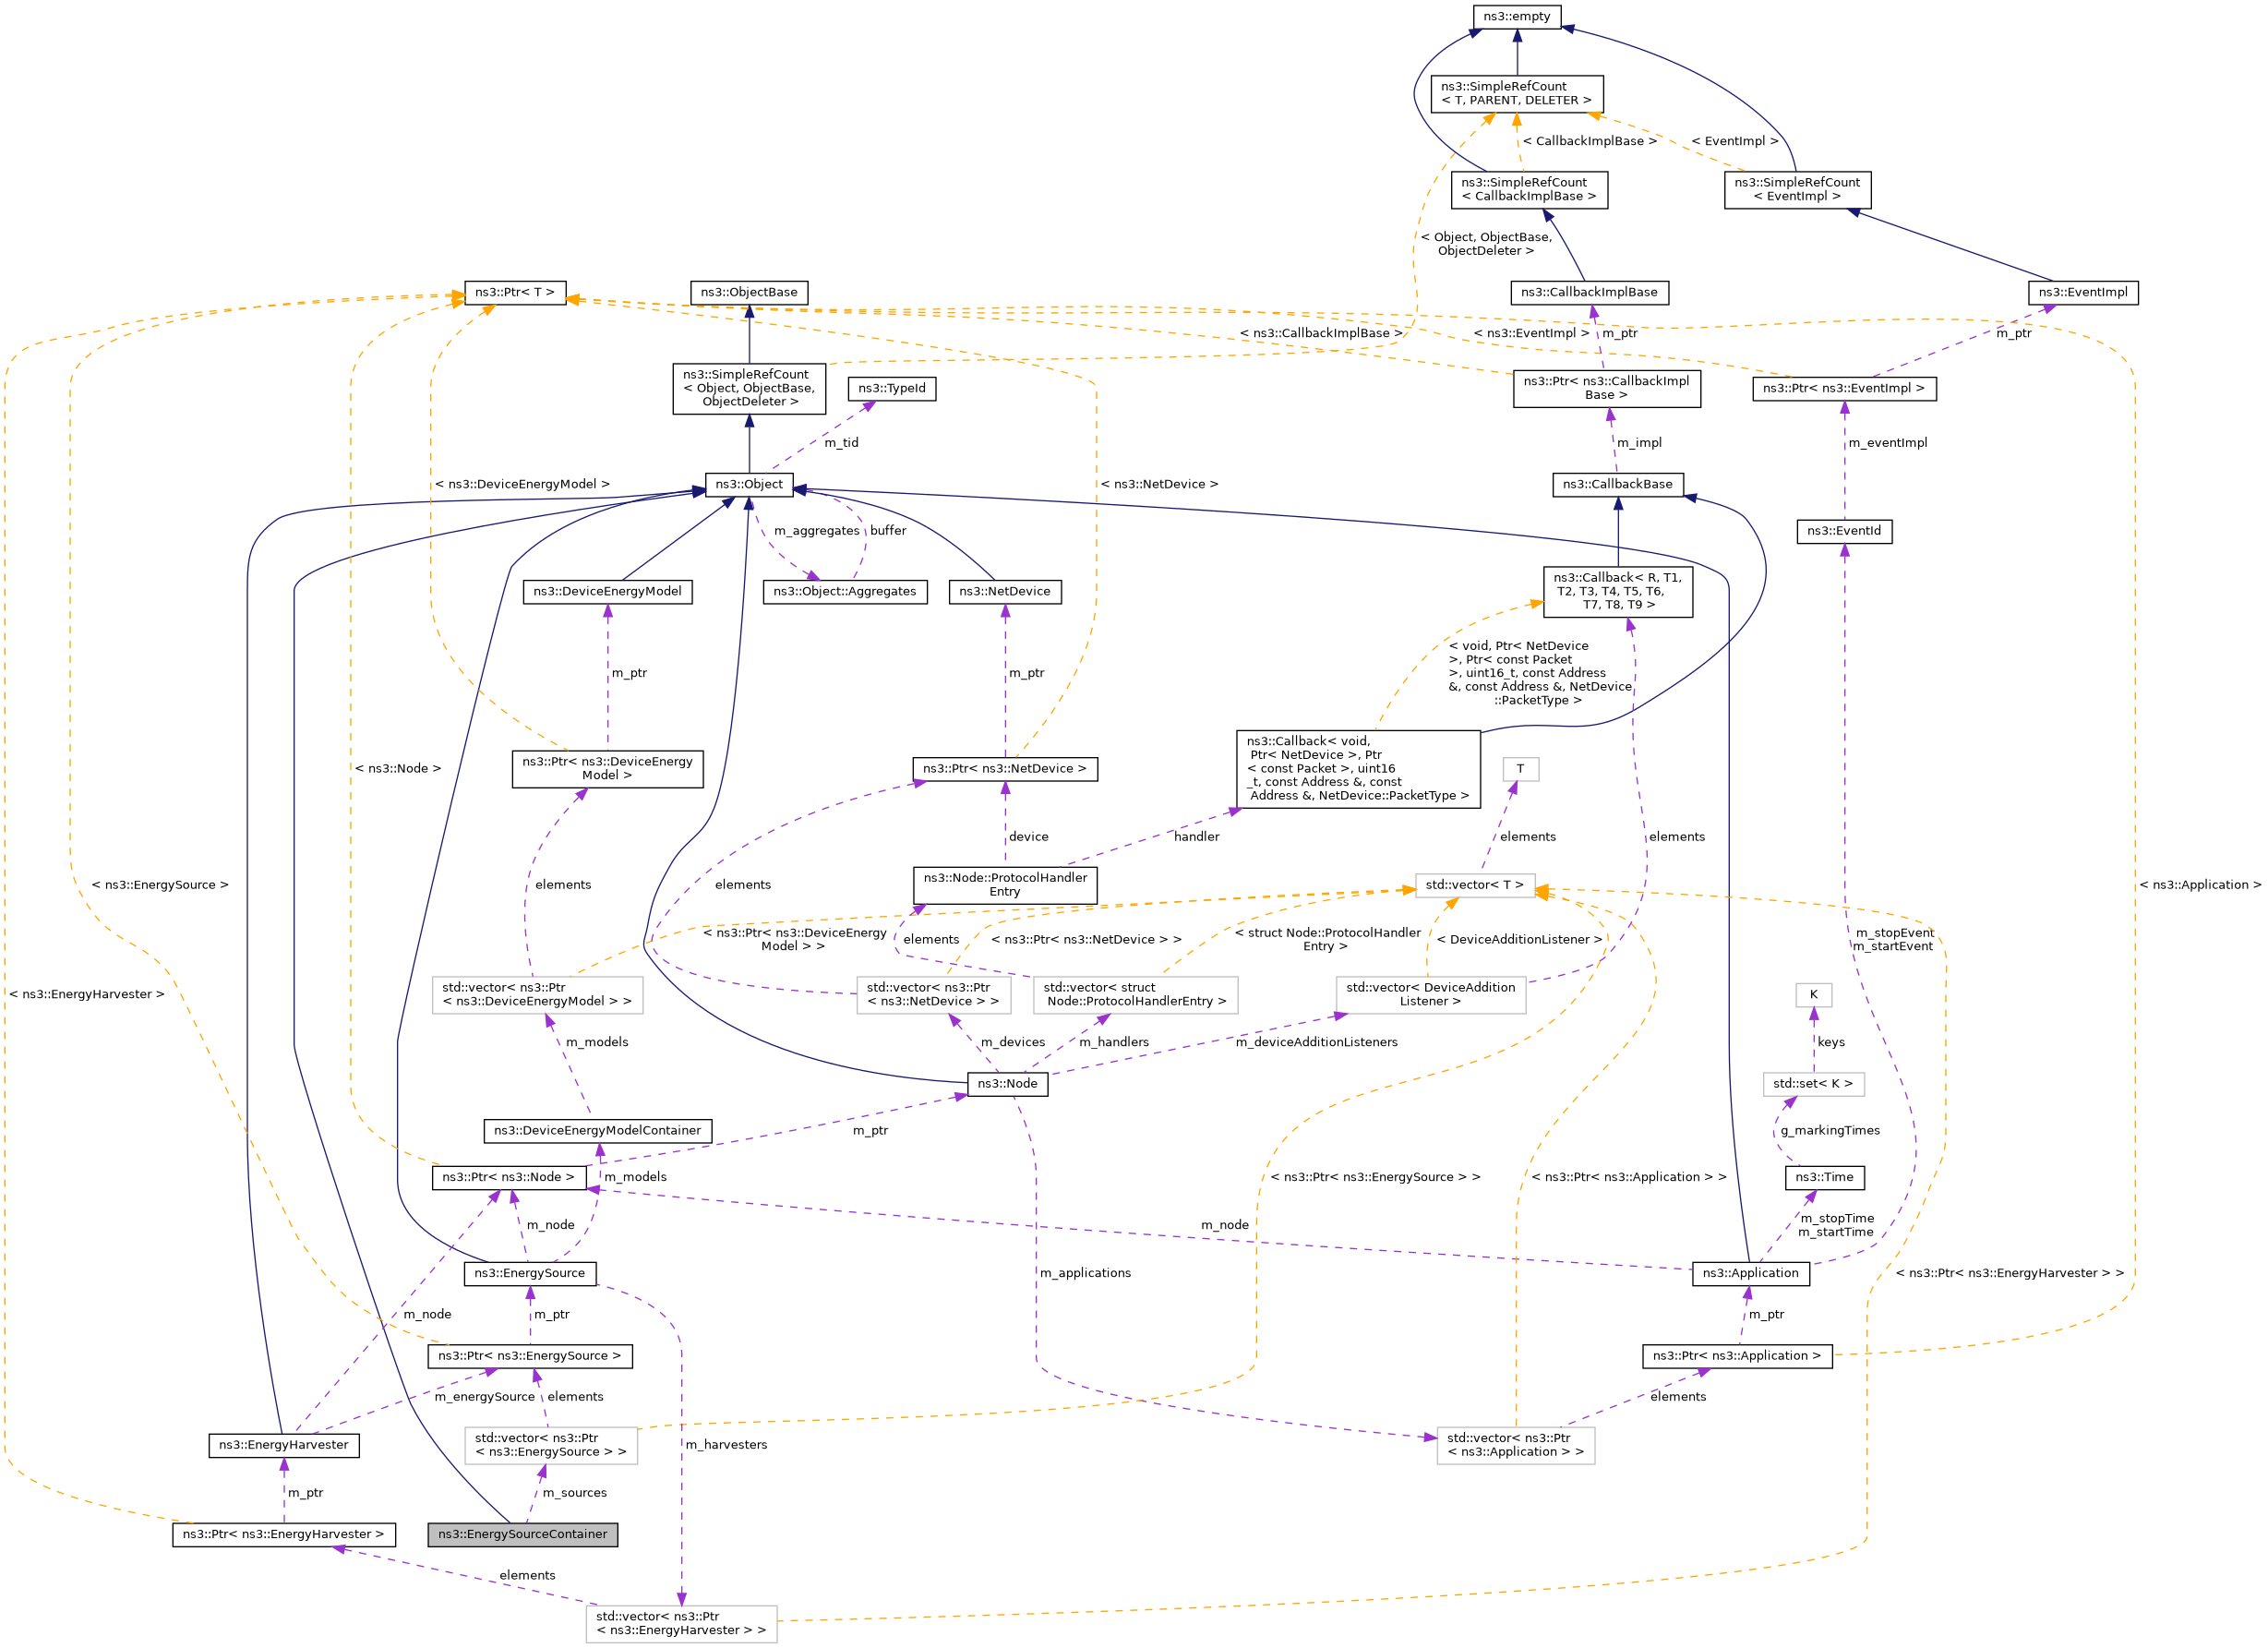 ns3::empty
ns3::SimpleRefCount
< T, PARENT, DELETER >
< CallbackImplBase >
< EventImpl >
ns3::SimpleRefCount
< CallbackImplBase >
ns3::SimpleRefCount
< EventImpl >
< Object, ObjectBase,
ObjectDeleter >
ns3::Ptr< T >
ns3::ObjectBase
ns3::CallbackImplBase
ns3::EventImpl
< ns3::CallbackImplBase >
< ns3::EventImpl >
m_ptr
m_ptr
ns3::SimpleRefCount
< Object, ObjectBase,
ObjectDeleter >
ns3::TypeId
ns3::Ptr< ns3::CallbackImpl
Base >
ns3::Ptr< ns3::EventImpl >
m_tid
m_impl
m_eventImpl
< ns3::DeviceEnergyModel >
ns3::Object
< ns3::NetDevice >
ns3::CallbackBase
m_aggregates
buffer
ns3::EventId
ns3::DeviceEnergyModel
ns3::Object::Aggregates
ns3::NetDevice
ns3::Callback< R, T1,
T2, T3, T4, T5, T6,
T7, T8, T9 >
m_ptr
m_ptr
< void, Ptr< NetDevice
>, Ptr< const Packet
>, uint16_t, const Address
&, const Address &, NetDevice
::PacketType >
< ns3::Node >
ns3::Ptr< ns3::DeviceEnergy
Model >
ns3::Ptr< ns3::NetDevice >
ns3::Callback< void,
Ptr< NetDevice >, Ptr
< const Packet >, uint16
_t, const Address &, const
Address &, NetDevice::PacketType >
T
device
handler
elements
elements
< ns3::EnergySource >
elements
elements
ns3::Node::ProtocolHandler
Entry
std::vector< T >
< ns3::Application >
< ns3::Ptr< ns3::DeviceEnergy
Model > >
elements
< ns3::Ptr< ns3::NetDevice > >
< struct Node::ProtocolHandler
Entry >
< DeviceAdditionListener >
m_stopEvent
m_startEvent
< ns3::EnergyHarvester >
std::vector< ns3::Ptr
< ns3::DeviceEnergyModel > >
std::vector< ns3::Ptr
< ns3::NetDevice > >
std::vector< struct
Node::ProtocolHandlerEntry >
std::vector< DeviceAddition
Listener >
K
m_models
m_devices
m_handlers
m_deviceAdditionListeners
keys
ns3::Node
std::set< K >
ns3::DeviceEnergyModelContainer
m_ptr
g_markingTimes
ns3::Ptr< ns3::Node >
m_models
< ns3::Ptr< ns3::EnergySource > >
< ns3::Ptr< ns3::Application > >
ns3::Time
m_node
m_node
m_stopTime
m_startTime
ns3::EnergySource
m_applications
ns3::Application
< ns3::Ptr< ns3::EnergyHarvester > >
m_node
m_ptr
m_ptr
ns3::Ptr< ns3::EnergySource >
ns3::Ptr< ns3::Application >
m_energySource
elements
elements
ns3::EnergyHarvester
std::vector< ns3::Ptr
< ns3::EnergySource > >
m_harvesters
std::vector< ns3::Ptr
< ns3::Application > >
m_ptr
m_sources
ns3::Ptr< ns3::EnergyHarvester >
ns3::EnergySourceContainer
elements
std::vector< ns3::Ptr
< ns3::EnergyHarvester > >